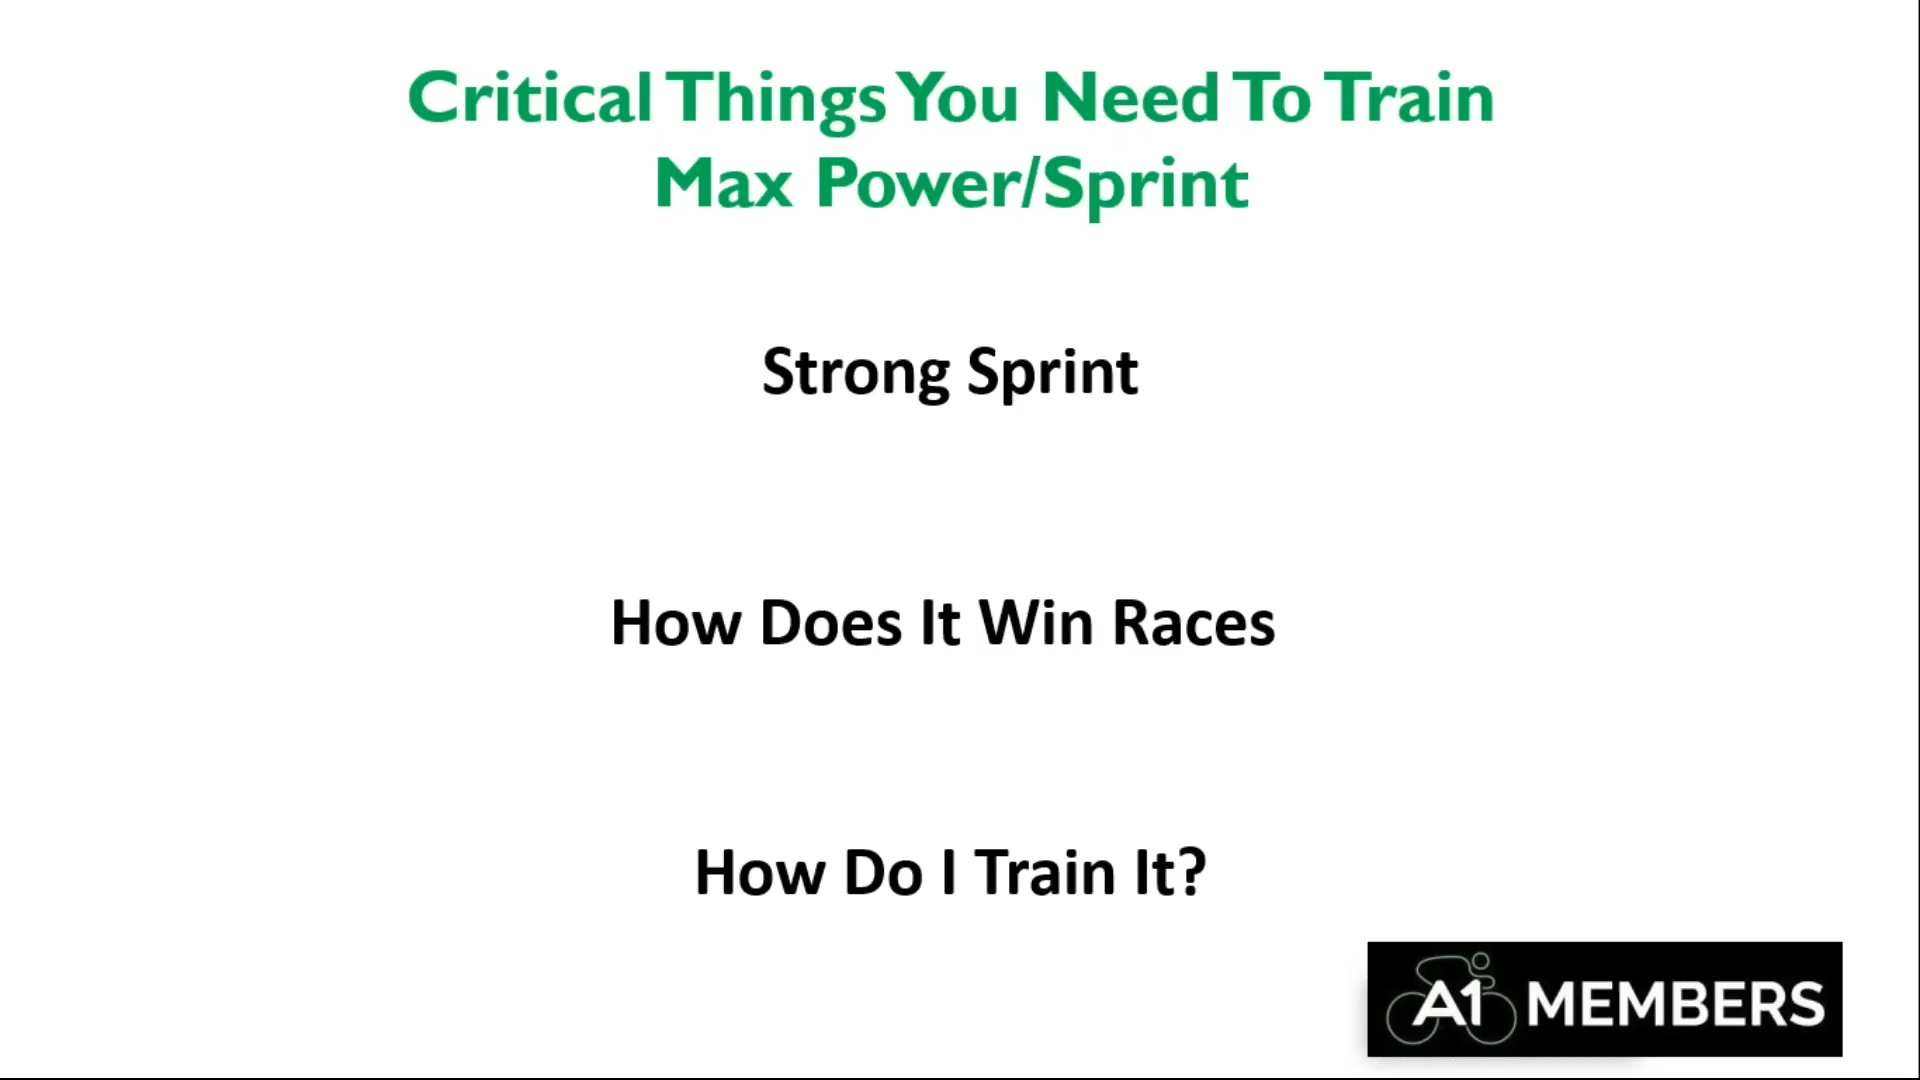 Critical Things You Need To Train
Max Power/Sprint
Strong Sprint
How Does It Win Races
How Do I Train It?
A1 MEMBERS